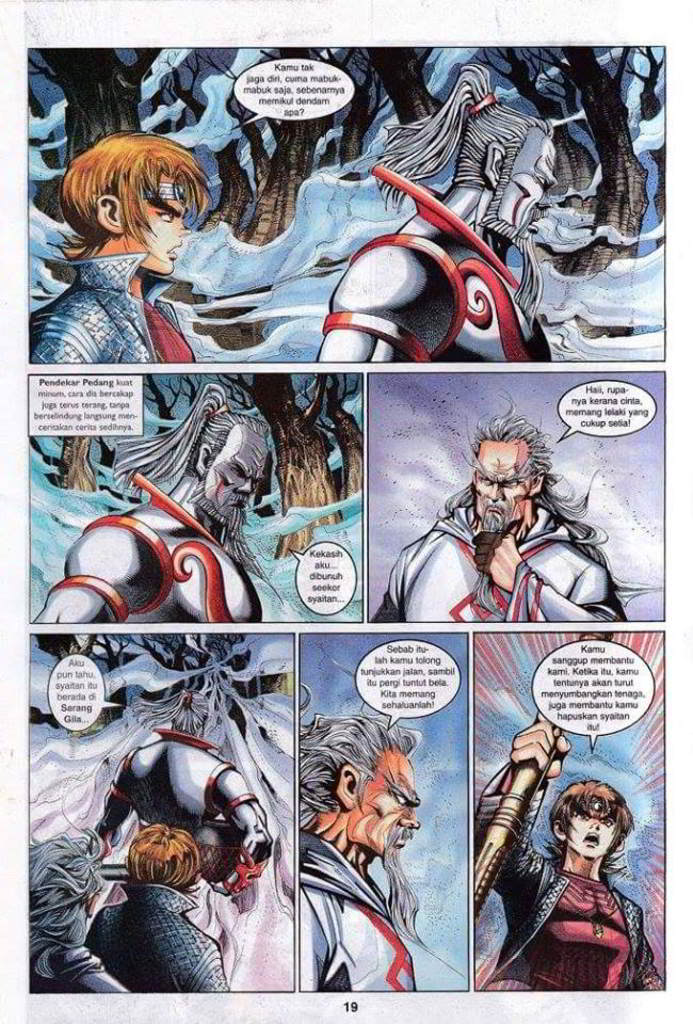 Kamu tak
jaga diri, cuma mabuk-
mabuk saja, sebenarnya
memikul dendam
apa?
Pendekar Pedang kuat
minum, cara dia bercakap
juga terus terang, tanpa
berselindung langsung men-
ceritakan cerita sedihnya.
Kekasih
aku...
dibunuh
seekor
syaitan...
Haii, rupa-
nya kerana cinta,
memang lelaki yang
cukup setia!
Aku
pun tahu,
syaitan itu
berada di
Sarang
Gila...
Sebab itu-
lah kamu tolong
tunjukkan jalan, sambil
itu pergi tuntut bela.
Kita memang
sehaluanlah!
Kamu
sanggup membantu
kami. Ketika itu, kamu
tentunya akan turut
menyumbangkan tenaga,
juga membantu kamu
hapuskan syaitan
itu!
19